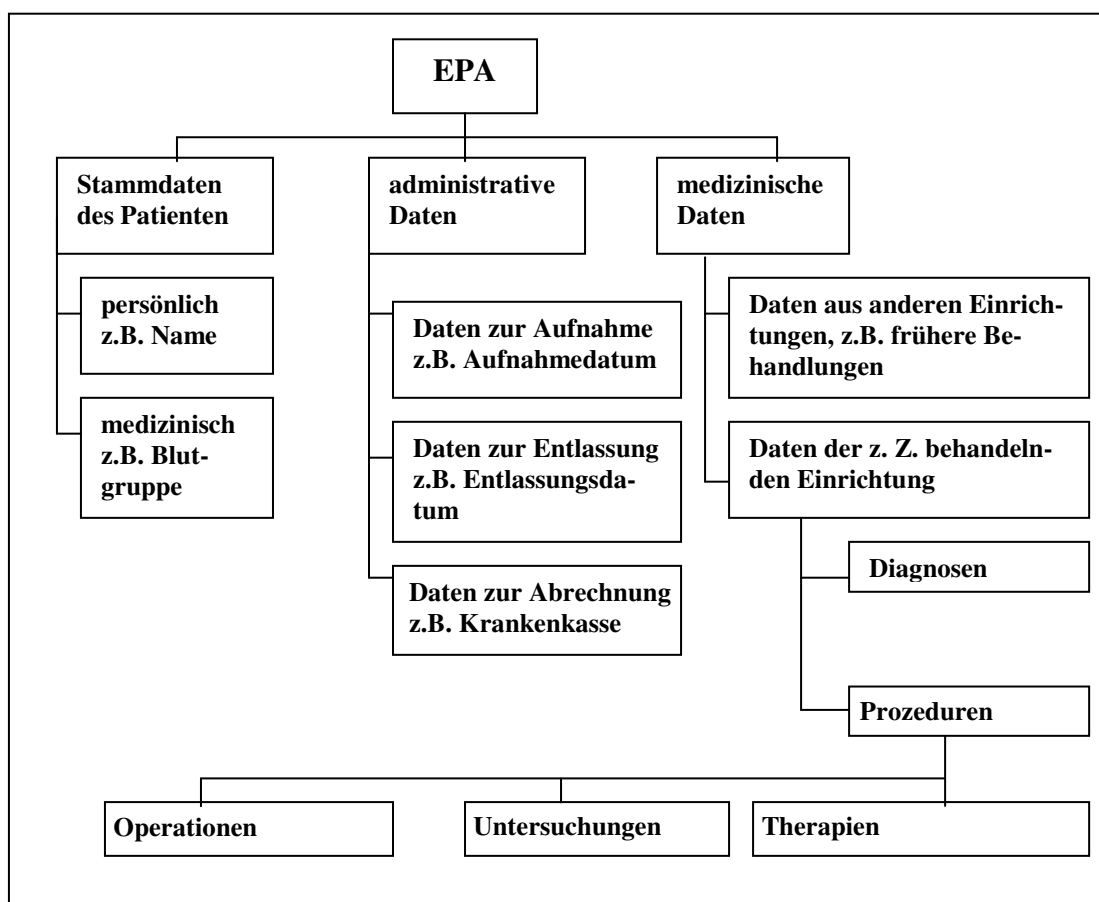 EPA
Stammdaten
des Patienten
administrative
Daten
medizinische
Daten
persönlich
z.B. Name
medizinisch
z.B. Blut-
gruppe
Daten zur Aufnahme
z.B. Aufnahmedatum
Daten zur Entlassung
z.B. Entlassungsda-
tum
Daten zur Abrechnung
z.B. Krankenkasse
Daten aus anderen Einrich-
tungen, z.B. frühere Be-
handlungen
Daten der z. Z. behandeln-
den Einrichtung
Diagnosen
Prozeduren
Operationen
Untersuchungen
Therapien